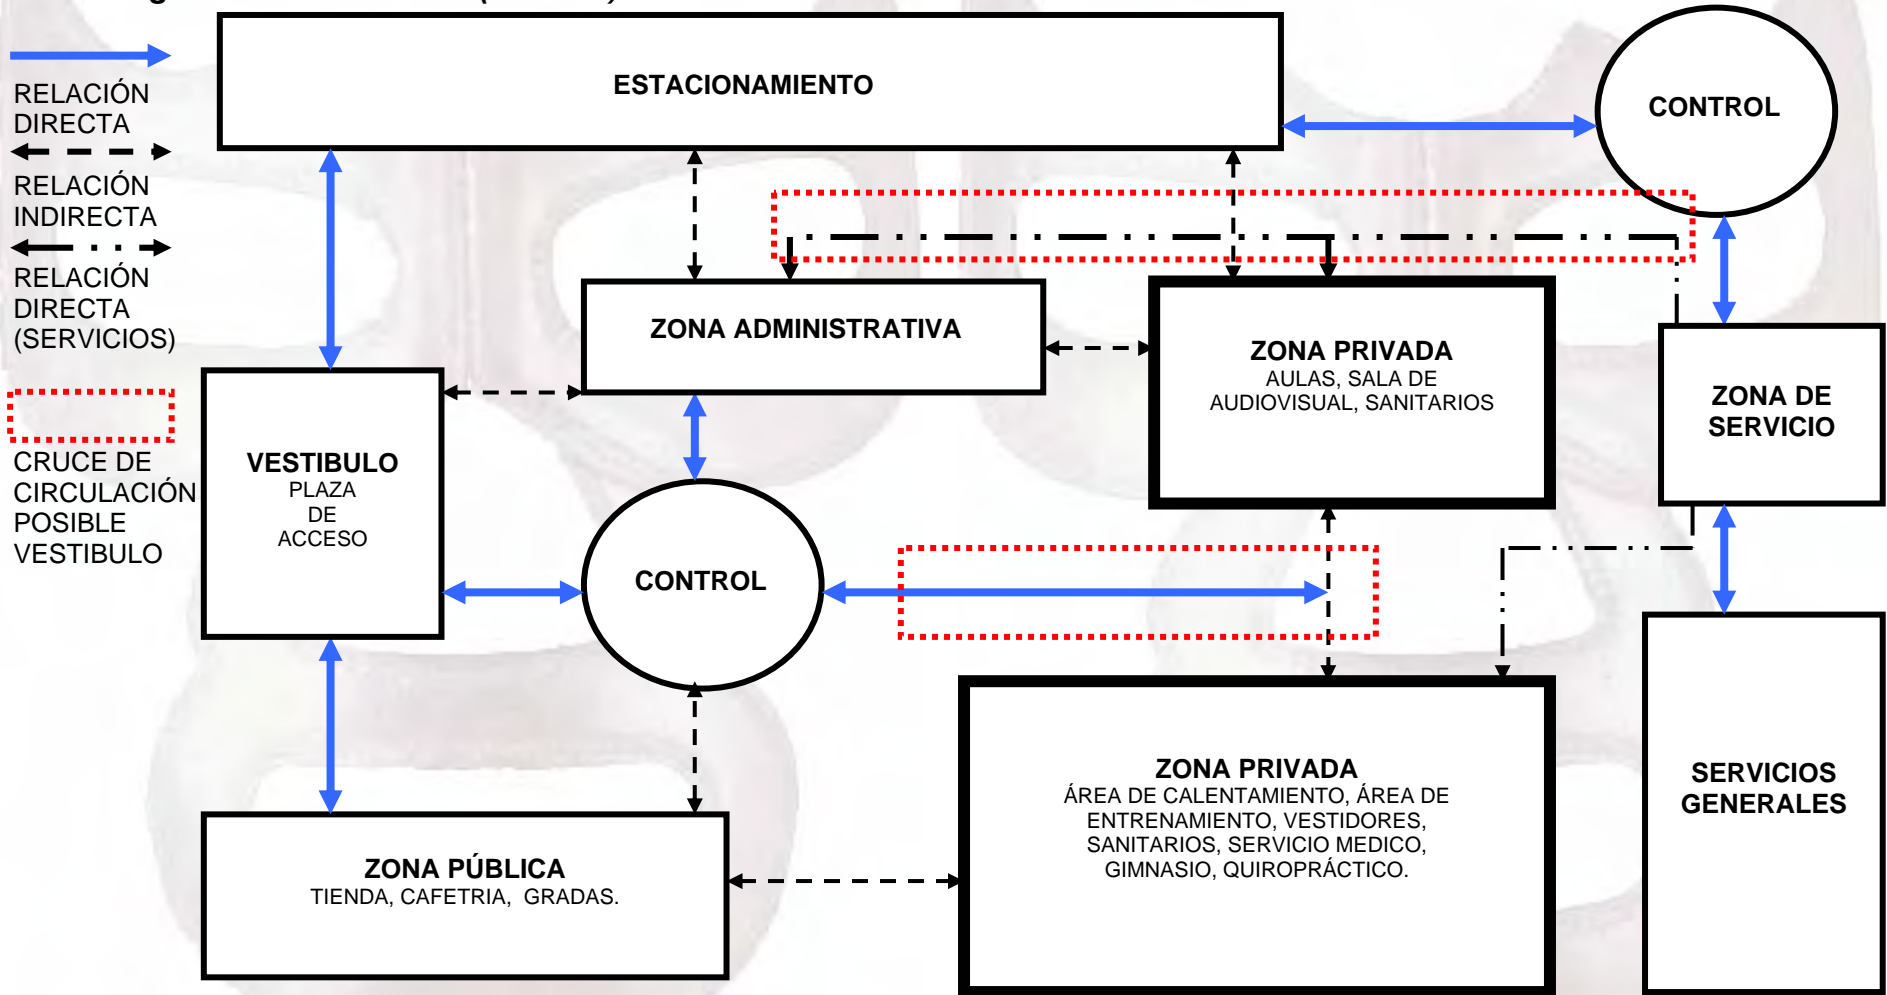 ESTACIONAMIENTO
CONTROL
RELACIÓN
DIRECTA
RELACIÓN
INDIRECTA
RELACIÓN
DIRECTA
(SERVICIOS)
CRUCE DE
CIRCULACIÓN
POSIBLE
VESTIBULO
ZONA ADMINISTRATIVA
ZONA PRIVADA
AULAS, SALA DE
AUDIOVISUAL, SANITARIOS
ZONA DE
SERVICIO
VESTIBULO
PLAZA
DE
ACCESO
CONTROL
ZONA PÚBLICA
TIENDA, CAFETRIA, GRADAS.
ZONA PRIVADA
ÁREA DE CALENTAMIENTO, ÁREA DE
ENTRENAMIENTO, VESTIDORES,
SANITARIOS, SERVICIO MEDICO,
GIMNASIO, QUIROPRÁCTICO.
SERVICIOS
GENERALES